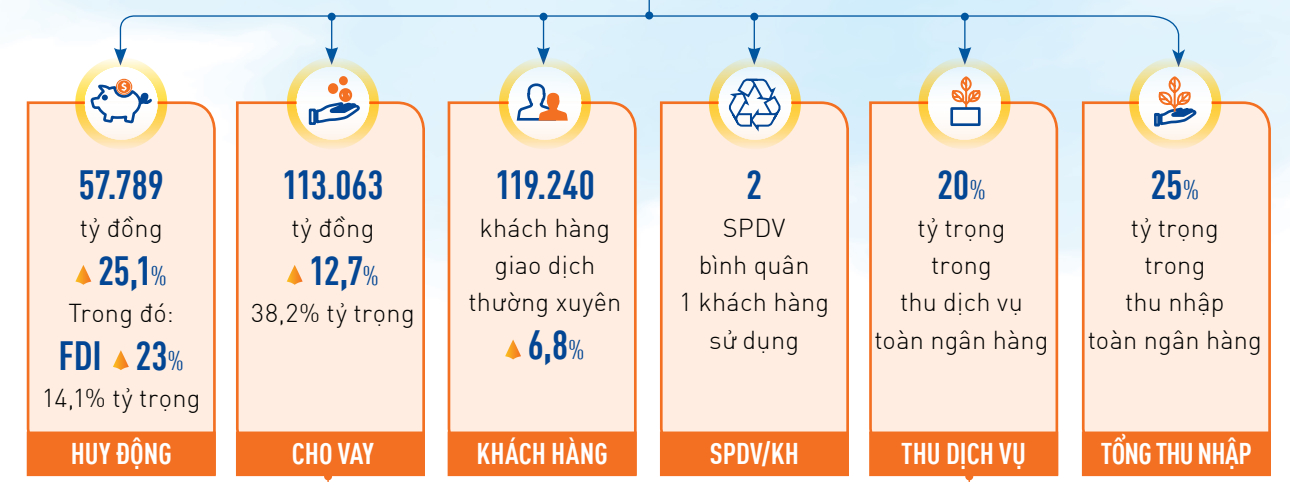 57.789
tỷ đồng
25,1%
Trong đó:
FDI 23%
14,1% tỷ trọng
HUY ĐỘNG
113.063
tỷ đồng
12,7%
38,2% tỷ trọng
CHO VAY
119.240
khách hàng
giao dịch
thường xuyên
6,8%
KHÁCH HÀNG
2
SPDV
bình quân
1 khách hàng
sử dụng
SPDV/KH
20%
tỷ trọng
trong
thu dịch vụ
toàn ngân hàng
THU DỊCH VỤ
25%
tỷ trọng
trong
thu nhập
toàn ngân hàng
TỔNG THU NHẬP